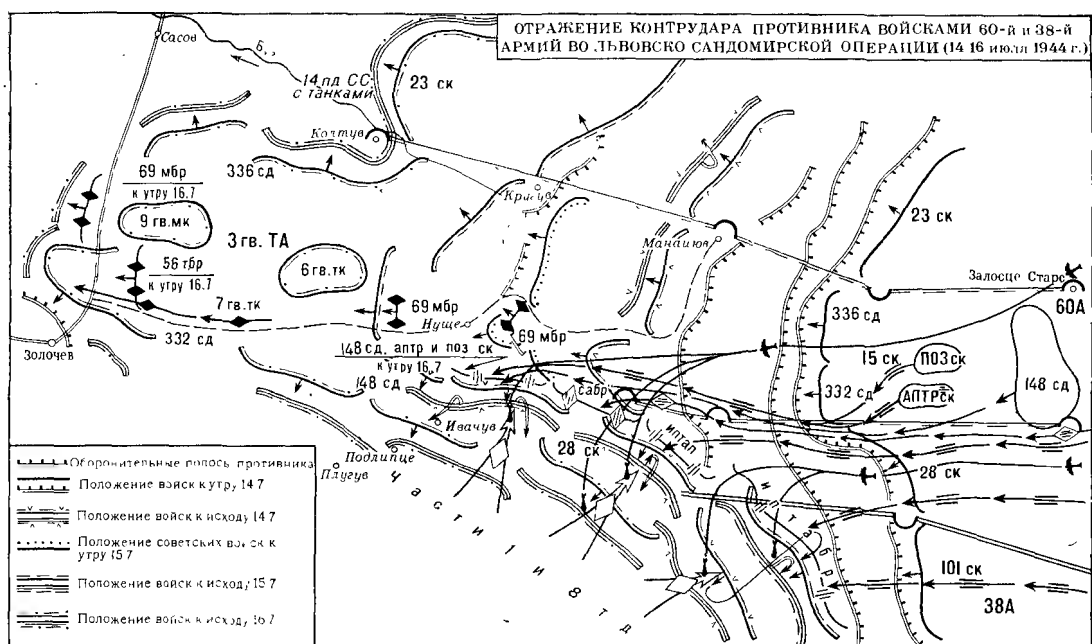 ОТРАЖЕНИЕ КОНТРУДАРА ПРОТИВНИКА ВОЙСКАМИ 60-й и 38-й
АРМИЙ ВО ЛЬВОВСКО САНДОМИРСКОЙ ОПЕРАЦИИ (14 16 июля 1944 г.)
Сасов
14 пд СС
с танками
23 ск
Колтув
336 сд
69 мбр
к утру 16.7
9 гв.мк
3 гв. ТА
6 гв.тк
56 тбр
к утру 16.7
7 гв.тк
332 сд
Золочев
Нуще
69 мбр
69 мбр
Манаюв
23 ск
Залосце Старе
60А
336 сд
15 ск
332 сд
ПОЗ ск
АПТРск
148 сд
148 сд, аптр и поз ск
к утру 16.7
148 сд
сабр
иптап
Ивачув
Подлипце
Плугув
28 ск
28 ск
иптабр
101 ск
38А
Части 1 и 8 тд
Оборонительные полосы противника
Положение войск к утру 14 7
Положение войск к исходу 14.7
Положение советских войск к
утру 15 7
Положение войск к исходу 15 7
Положение войск к исходу 16 7